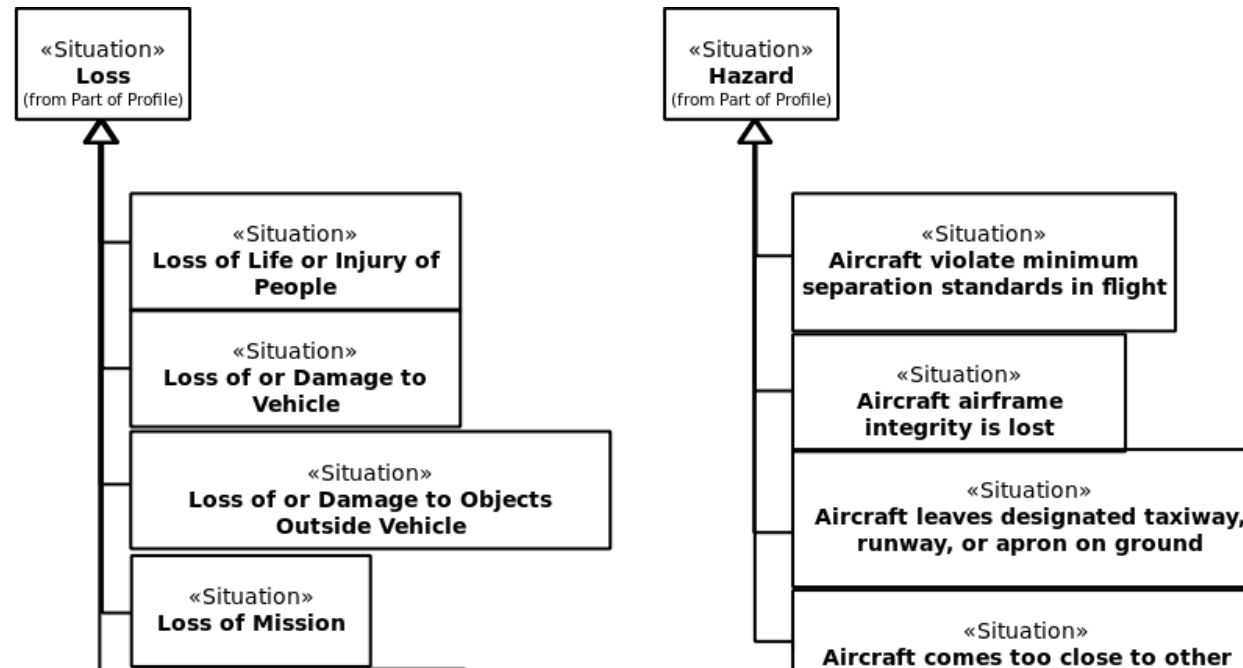 «Situation»
Loss
(from Part of Profile)
«Situation»
Loss of Life or Injury of
People
«Situation»
Loss of or Damage to
Vehicle
«Situation»
Loss of or Damage to Objects
Outside Vehicle
«Situation»
Loss of Mission
«Situation»
Hazard
(from Part of Profile)
«Situation»
Aircraft violate minimum
separation standards in flight
«Situation»
Aircraft airframe
integrity is lost
«Situation»
Aircraft leaves designated taxiway,
runway, or apron on ground
«Situation»
Aircraft comes too close to other